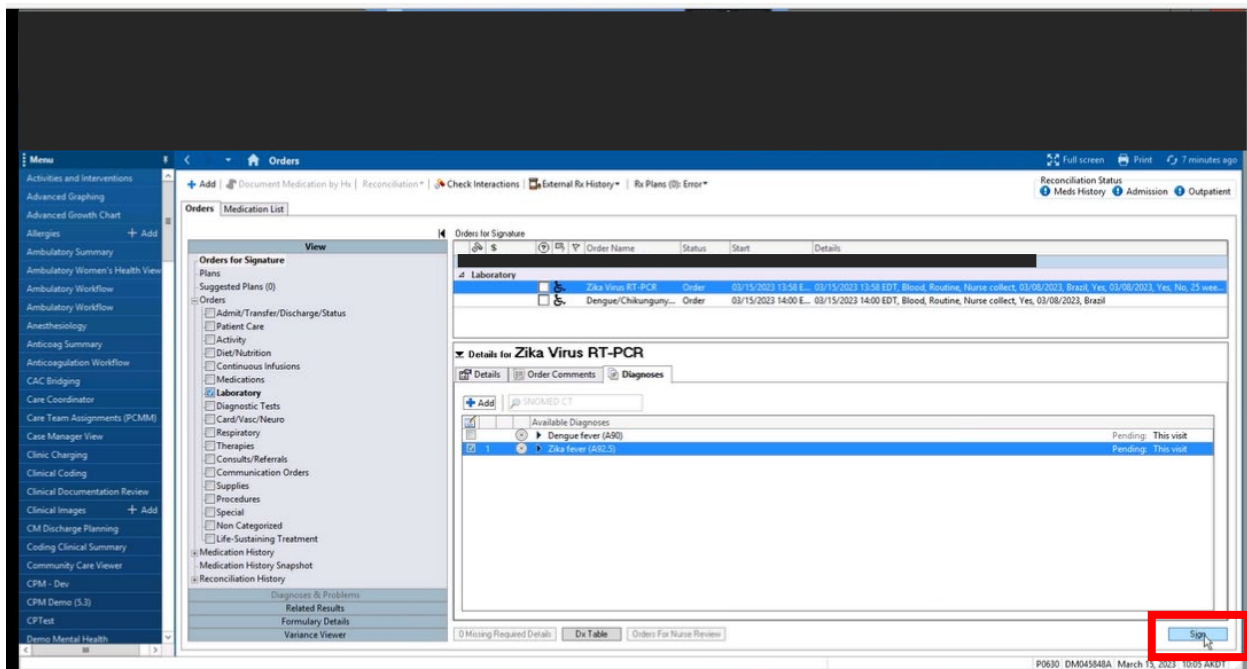 Menu
Orders
Full screen Print 7 minutes ago
Activities and Interventions
Advanced Graphing
Advanced Growth Chart
Allergies + Add
Ambulatory Summary
Ambulatory Women's Health View
Ambulatory Workflow
Ambulatory Workflow
Anesthesiology
Anticoag Summary
Anticoagulation Workflow
CAC Bridging
Care Coordinator
Care Team Assignments (PCMM)
Case Manager View
Clinic Charging
Clinical Coding
Clinical Documentation Review
Clinical Images + Add
CM Discharge Planning
Coding Clinical Summary
Community Care Viewer
CPM - Dev
CPM Demo (5.3)
CPTest
Demo Mental Health
+ Add Document Medication by Hx Reconciliation Check Interactions External Rx History Rx Plans (0): Error
Reconciliation Status
Meds History Admission Outpatient
Orders Medication List
View
Orders for Signature
Plans
Suggested Plans (0)
Orders
Admit/Transfer/Discharge/Status
Patient Care
Activity
Diet/Nutrition
Continuous Infusions
Medications
Laboratory
Diagnostic Tests
Card/Vasc/Neuro
Respiratory
Therapies
Consults/Referrals
Communication Orders
Supplies
Procedures
Special
Non Categorized
Life-Sustaining Treatment
Medication History
Medication History Snapshot
Reconciliation History
Diagnoses & Problems
Related Results
Formulary Details
Variance Viewer
Orders for Signature
$ Order Name Status Start Details
Laboratory
Zika Virus RT-PCR Order 03/15/2023 13:58 E... 03/15/2023 13:58 EDT, Blood, Routine, Nurse collect, 03/08/2023, Brazil, Yes, 03/08/2023, Yes, No, 25 wee...
Dengue/Chikunguny... Order 03/15/2023 14:00 E... 03/15/2023 14:00 EDT, Blood, Routine, Nurse collect, Yes, 03/08/2023, Brazil
Details for Zika Virus RT-PCR
Details Order Comments Diagnoses
+ Add SNOMED CT
Available Diagnoses
Dengue fever (A90) Pending: This visit
1 Zika fever (A92.5) Pending: This visit
0 Missing Required Details Dx Table Orders For Nurse Review Sign
P0630 DM045848A March 15, 2023 10:05 AKDT